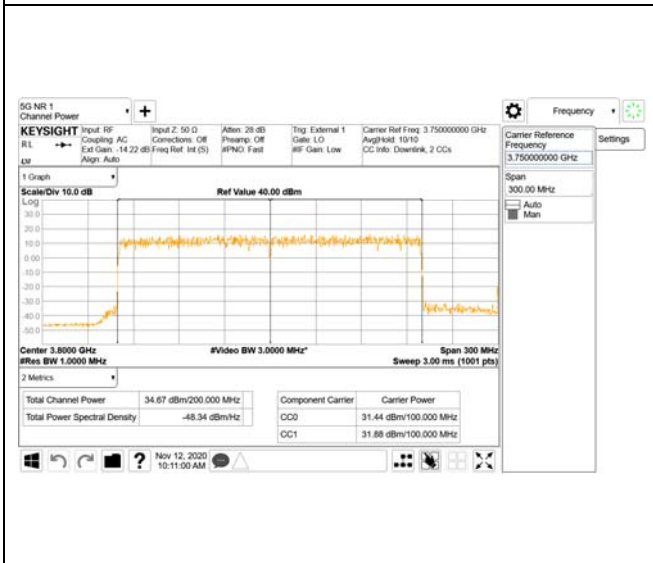 5G NR 1
Channel Power
Frequency
KEYSIGHT
RL
Input: RF
Coupling: AC
Ext Gain: -14.22 dB
Align: Auto
Input Z: 50 Ω
Corrections: Off
Freq Ref: Int (S)
Atten: 28 dB
Preamp: Off
#PNO: Fast
Trig: External 1
Gate: LO
#IF Gain: Low
Carrier Ref Freq: 3.750000000 GHz
Avg|Hold: 10/10
CC Info: Downlink, 2 CCs
Carrier Reference
Frequency
3.750000000 GHz
Settings
Span
300.00 MHz
Auto
Man
1 Graph
Scale/Div 10.0 dB
Ref Value 40.00 dBm
Log
30.0
20.0
10.0
0.00
-10.0
-20.0
-30.0
-40.0
-50.0
Center 3.8000 GHz
#Video BW 3.0000 MHz*
Span 300 MHz
#Res BW 1.0000 MHz
Sweep 3.00 ms (1001 pts)
2 Metrics
Total Channel Power 34.67 dBm/200.000 MHz
Total Power Spectral Density -48.34 dBm/Hz
Component Carrier Carrier Power
CC0 31.44 dBm/100.000 MHz
CC1 31.88 dBm/100.000 MHz
Nov 12, 2020
10:11:00 AM